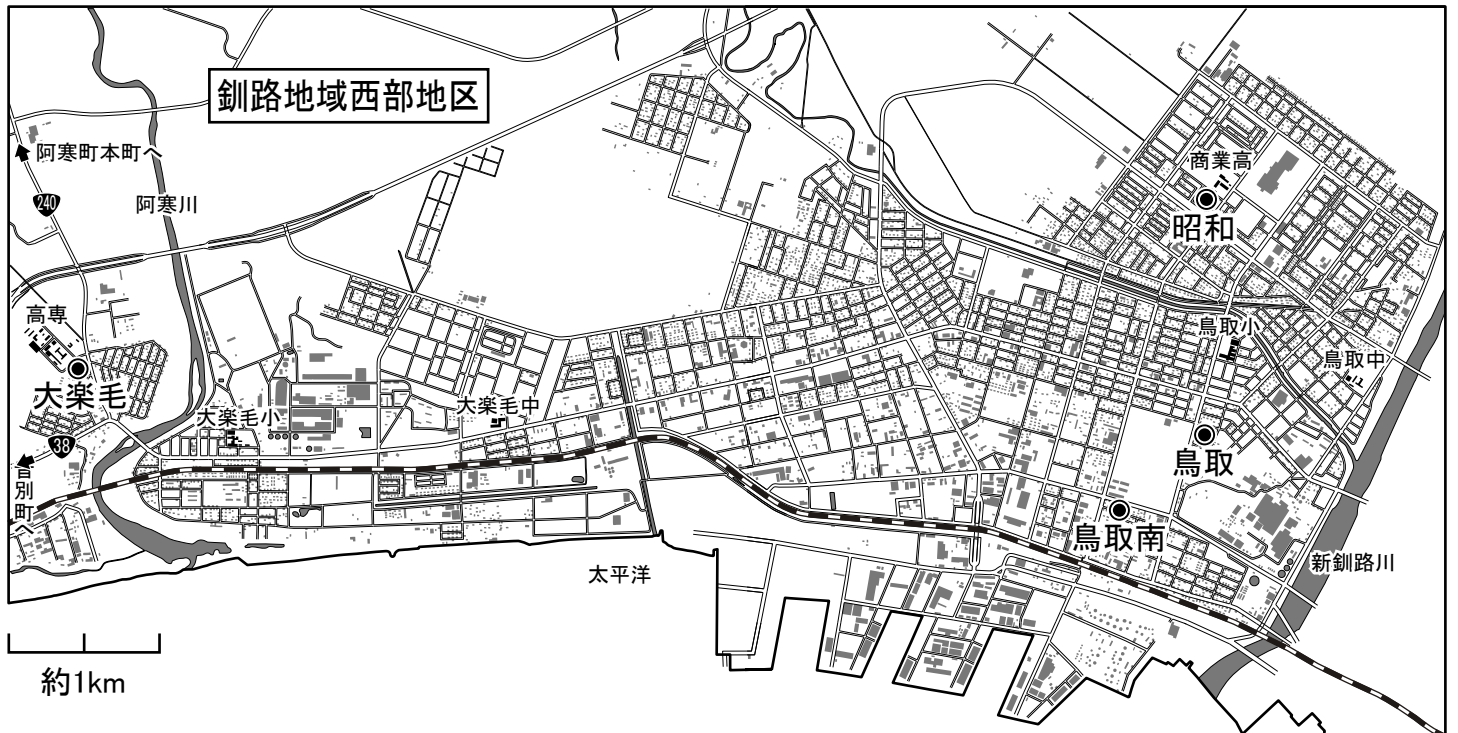 釧路地域西部地区
阿寒町本町へ
240
阿寒川
商業高
昭和
高専
大楽毛
鳥取小
鳥取中
大楽毛小
大楽毛中
38
音別町へ
鳥取
鳥取南
太平洋
新釧路川
約1km